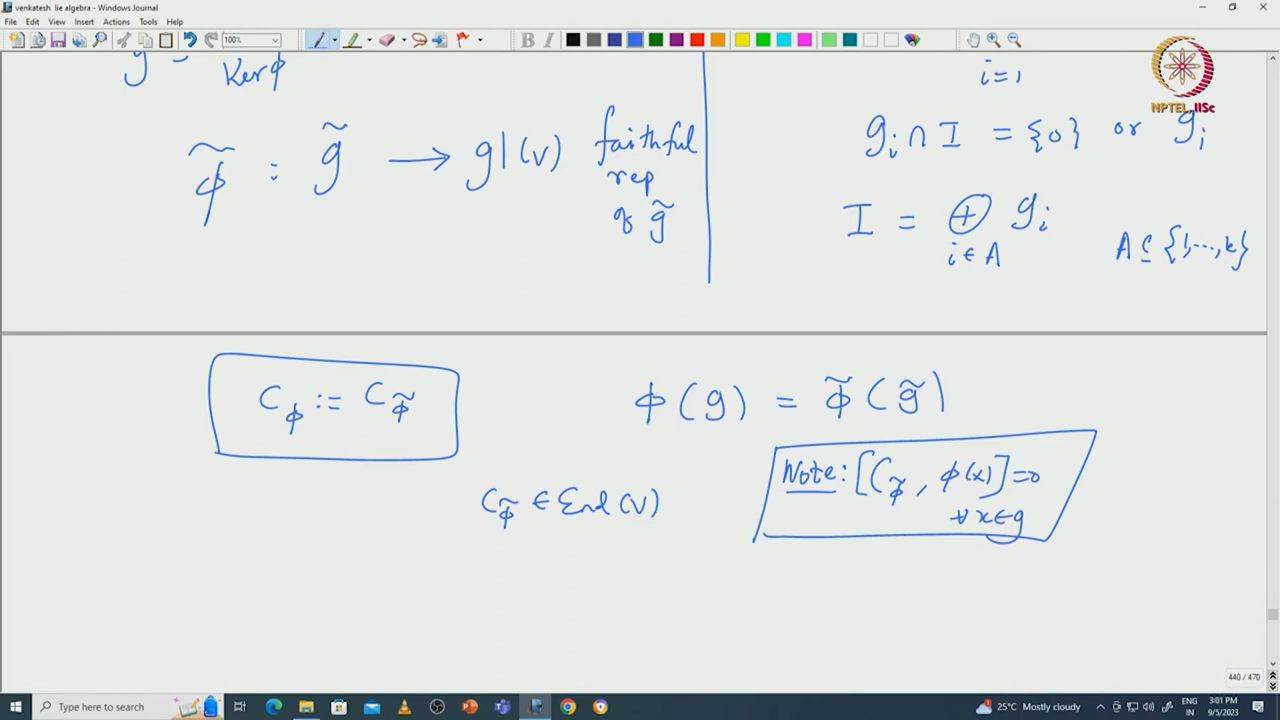 venkatesh lie algebra - Windows Journal
File Edit View Insert Actions Journal Tools Help
100%
B I
NPTEL, IISc
g̃ = Kerϕ
i=1
ϕ̃ : g̃ ⟶ gl(V) faithful rep of g̃
gᵢ ∩ I = {0} or gᵢ
I = ⊕ gᵢ
i ∈ A
A ⊆ {1,...,k}
C_ϕ := C_ϕ̃
ϕ(g) = ϕ̃(g̃)
C_ϕ̃ ∈ End(V)
Note: [C_ϕ̃, ϕ(x)] = 0
∀ x ∈ g
440 / 470
Type here to search
25°C Mostly cloudy
ENG
IN
3:01 PM
9/5/2023